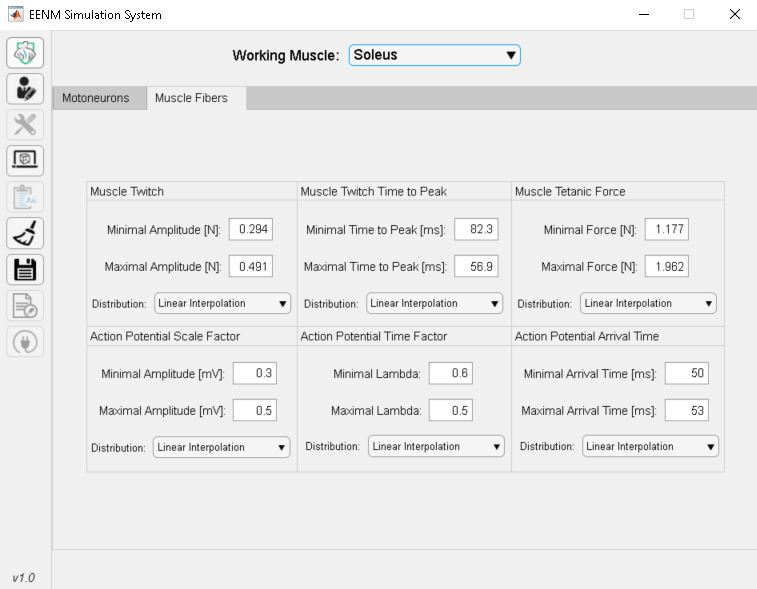 EENM Simulation System
Working Muscle: Soleus
Motoneurons Muscle Fibers
Muscle Twitch
Minimal Amplitude [N]: 0.294
Maximal Amplitude [N]: 0.491
Distribution: Linear Interpolation
Muscle Twitch Time to Peak
Minimal Time to Peak [ms]: 82.3
Maximal Time to Peak [ms]: 56.9
Distribution: Linear Interpolation
Muscle Tetanic Force
Minimal Force [N]: 1.177
Maximal Force [N]: 1.962
Distribution: Linear Interpolation
Action Potential Scale Factor
Minimal Amplitude [mV]: 0.3
Maximal Amplitude [mV]: 0.5
Distribution: Linear Interpolation
Action Potential Time Factor
Minimal Lambda: 0.6
Maximal Lambda: 0.5
Distribution: Linear Interpolation
Action Potential Arrival Time
Minimal Arrival Time [ms]: 50
Maximal Arrival Time [ms]: 53
Distribution: Linear Interpolation
v1.0